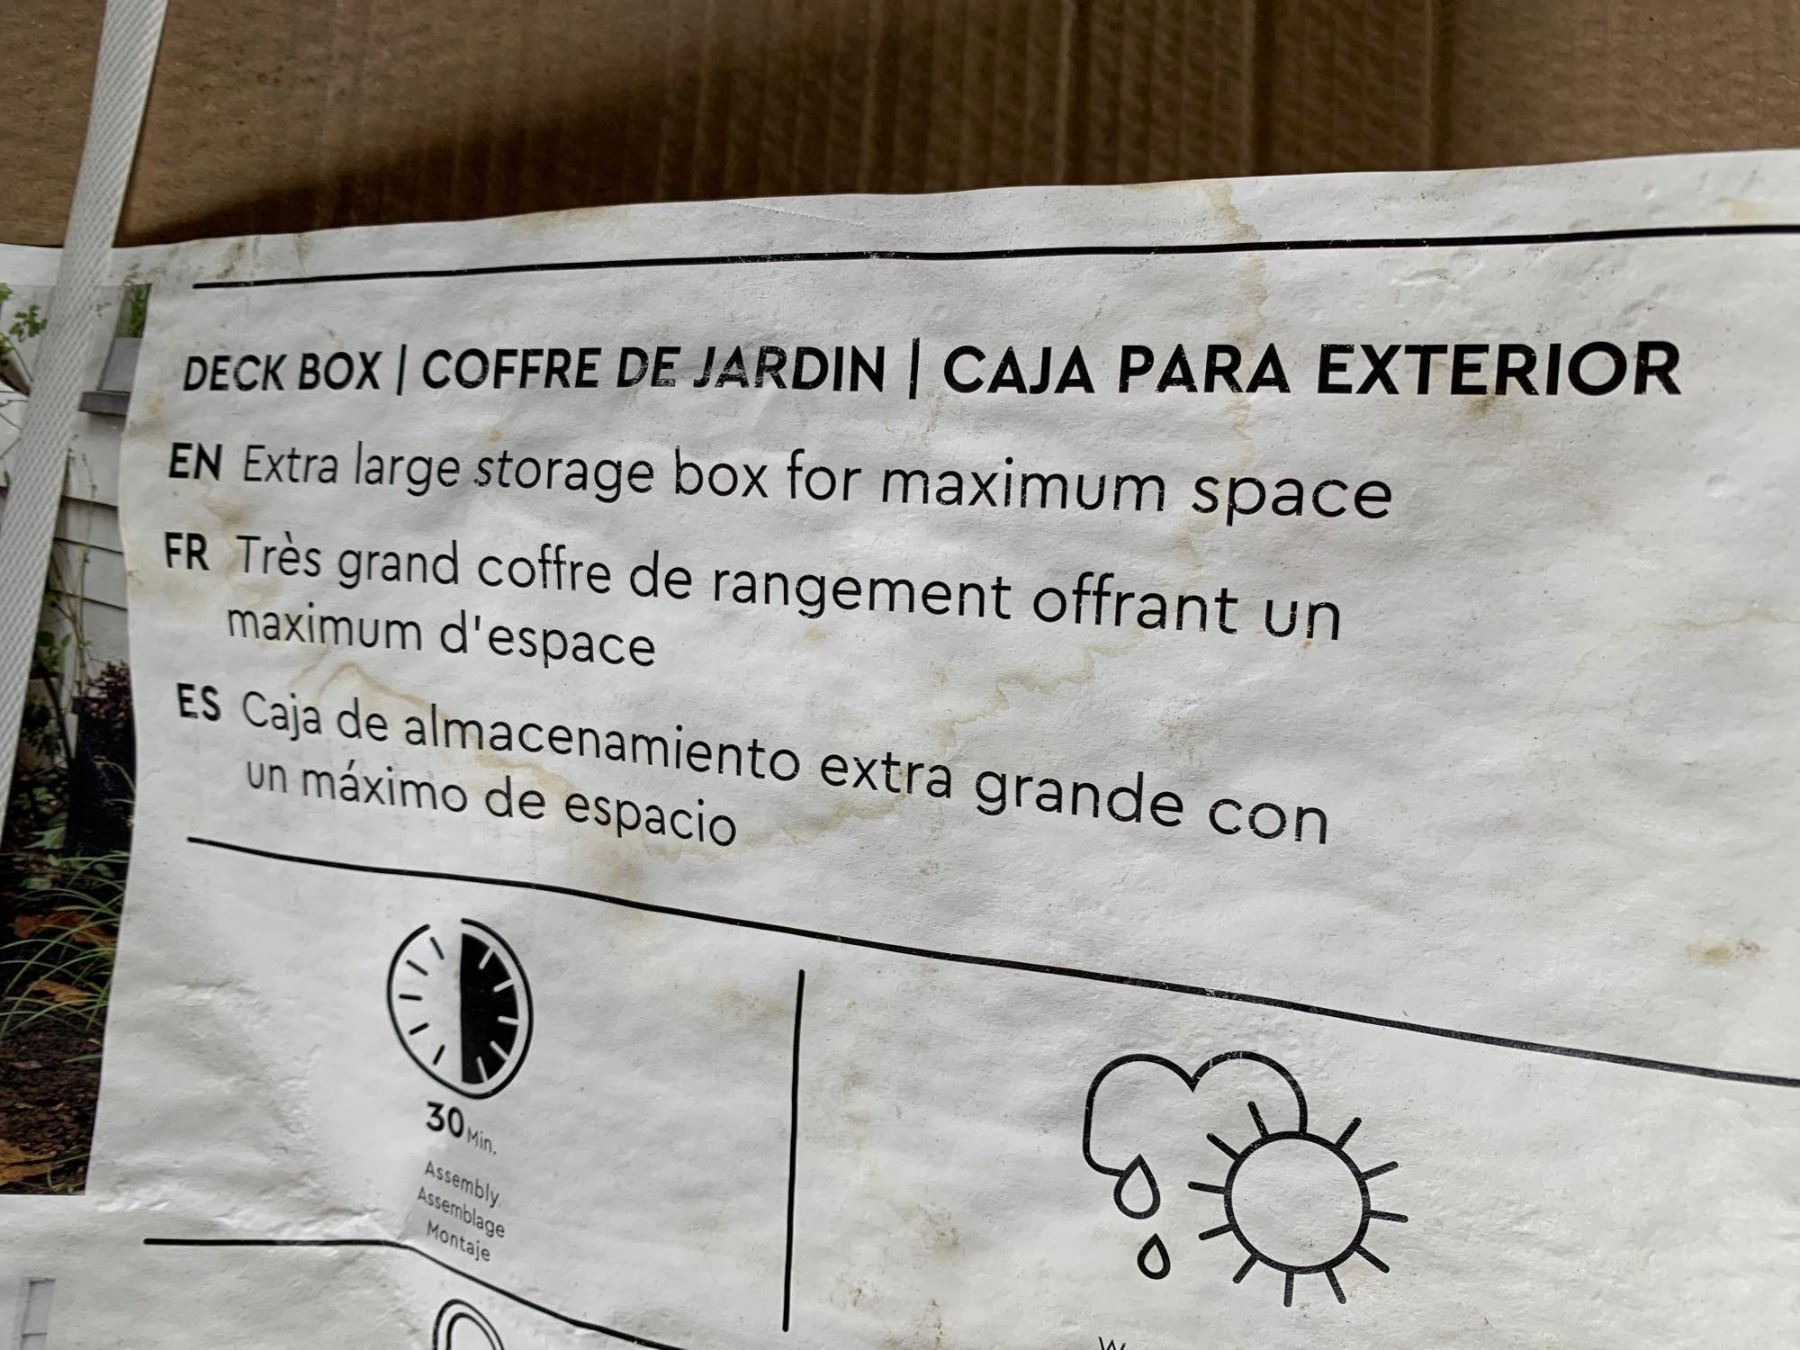 DECK BOX | COFFRE DE JARDIN | CAJA PARA EXTERIOR
EN Extra large storage box for maximum space
FR Très grand coffre de rangement offrant un
maximum d'espace
ES Caja de almacenamiento extra grande con
un máximo de espacio
30 Min.
Assembly
Assemblage
Montaje